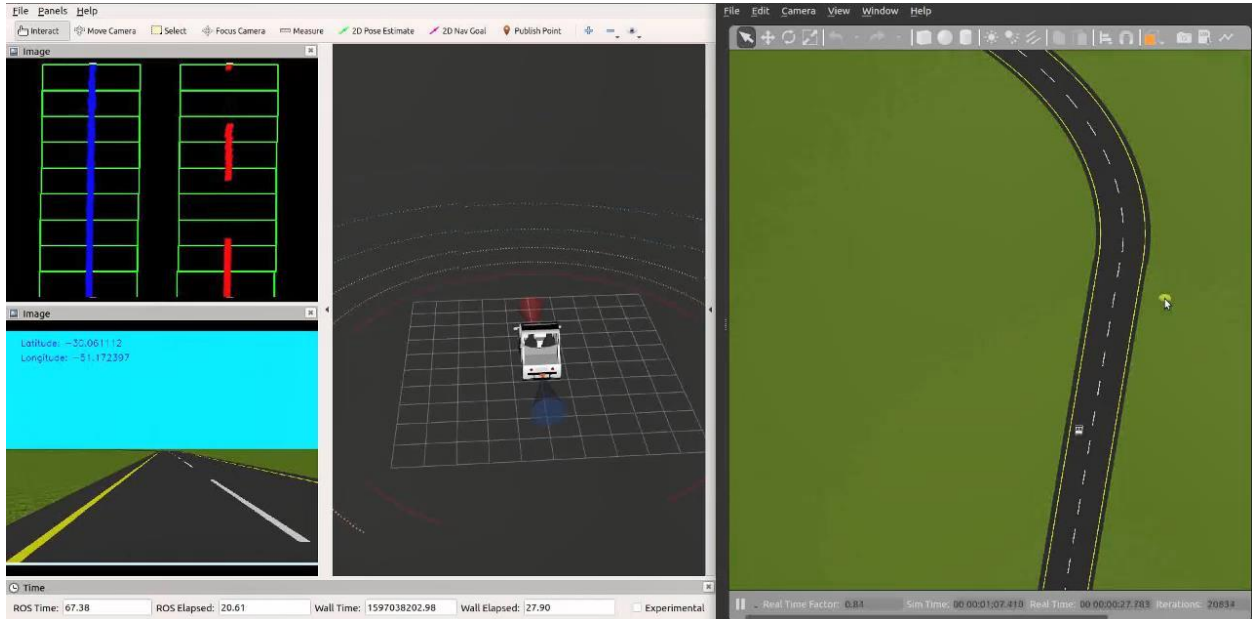 File Panels Help
Interact Move Camera Select Focus Camera Measure 2D Pose Estimate 2D Nav Goal Publish Point
Image
Image
Latitude: -30.061112
Longitude: -51.172397
Time
ROS Time: 67.38 ROS Elapsed: 20.61 Wall Time: 1597038202.98 Wall Elapsed: 27.90 Experimental
File Edit Camera View Window Help
Real Time Factor: 0.84 Sim Time: 00 00:01:07.410 Real Time: 00 00:00:27.783 Iterations: 20634